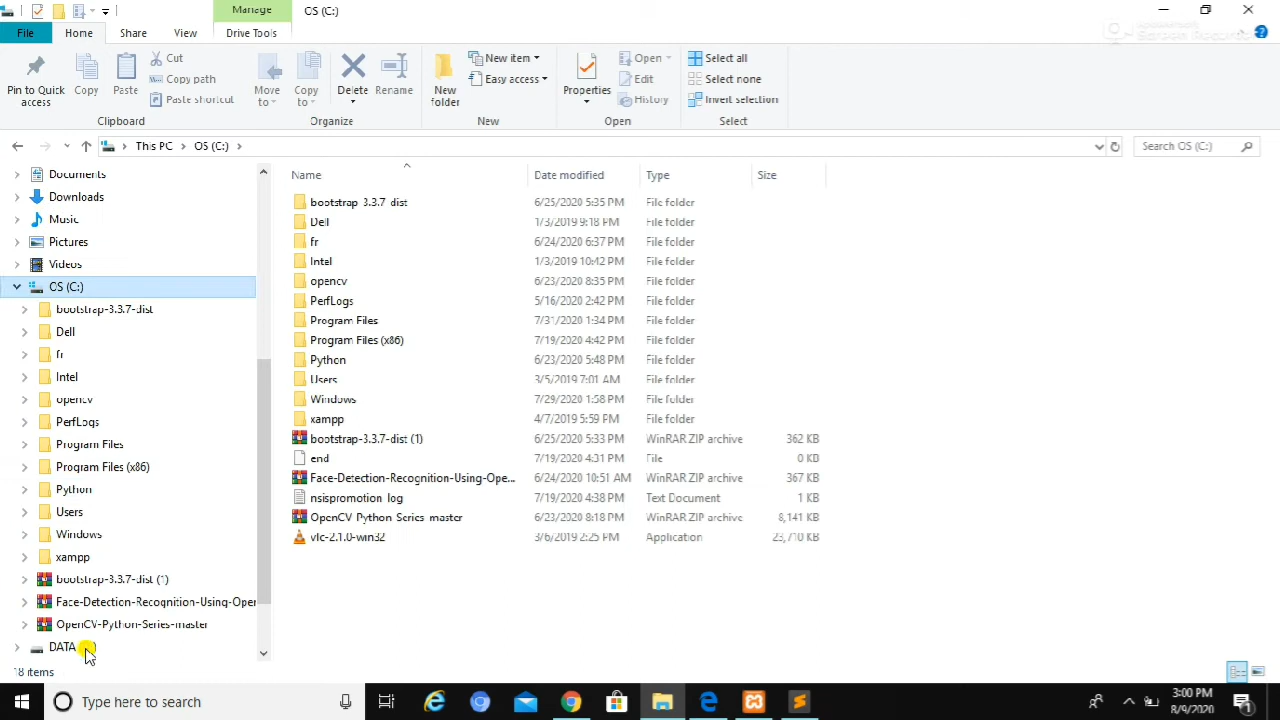 Manage
OS (C:)
File
Home
Share
View
Drive Tools
Screen Recorder
Pin to Quick access
Copy
Paste
Cut
Copy path
Paste shortcut
Clipboard
Move to
Copy to
Delete
Rename
Organize
New folder
New item
Easy access
New
Properties
Open
Edit
History
Open
Select all
Select none
Invert selection
Select
This PC
OS (C:)
Search OS (C:)
Documents
Downloads
Music
Pictures
Videos
OS (C:)
bootstrap-3.3.7-dist
Dell
fr
Intel
opencv
PerfLogs
Program Files
Program Files (x86)
Python
Users
Windows
xampp
bootstrap-3.3.7-dist (1)
Face-Detection-Recognition-Using-Oper
OpenCV-Python-Series-master
DATA
Name Date modified Type Size
bootstrap-3.3.7-dist 6/25/2020 5:35 PM File folder
Dell 1/3/2019 9:18 PM File folder
fr 6/24/2020 6:37 PM File folder
Intel 1/3/2019 10:42 PM File folder
opencv 6/23/2020 8:35 PM File folder
PerfLogs 5/16/2020 2:42 PM File folder
Program Files 7/31/2020 1:34 PM File folder
Program Files (x86) 7/19/2020 4:42 PM File folder
Python 6/23/2020 5:48 PM File folder
Users 3/5/2019 7:01 AM File folder
Windows 7/29/2020 1:58 PM File folder
xampp 4/7/2019 5:59 PM File folder
bootstrap-3.3.7-dist (1) 6/25/2020 5:33 PM WinRAR ZIP archive 362 KB
end 7/19/2020 4:31 PM File 0 KB
Face-Detection-Recognition-Using-Ope... 6/24/2020 10:51 AM WinRAR ZIP archive 367 KB
nsispromotion_log 7/19/2020 4:38 PM Text Document 1 KB
OpenCV-Python-Series-master 6/23/2020 8:18 PM WinRAR ZIP archive 8,141 KB
vlc-2.1.0-win32 3/6/2019 2:25 PM Application 23,710 KB
18 items
Type here to search
3:00 PM
8/9/2020
1